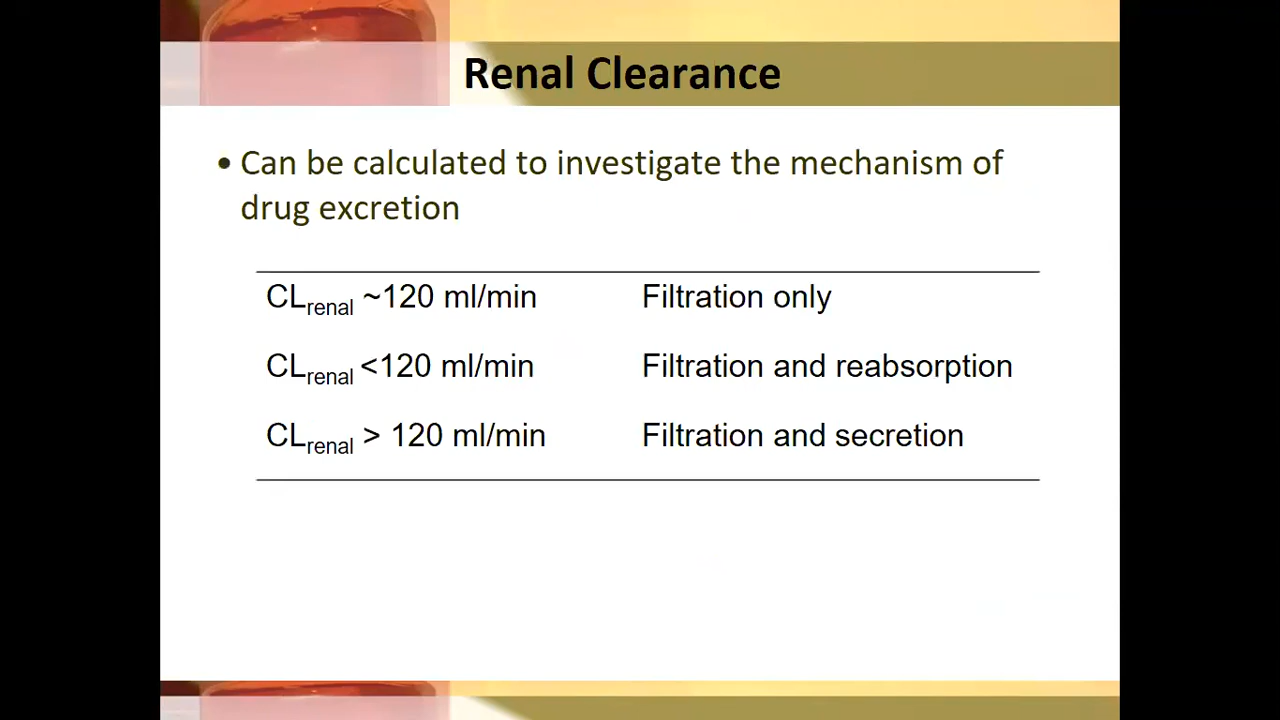 Renal Clearance
• Can be calculated to investigate the mechanism of
drug excretion
CLrenal ~120 ml/min Filtration only
CLrenal <120 ml/min Filtration and reabsorption
CLrenal > 120 ml/min Filtration and secretion